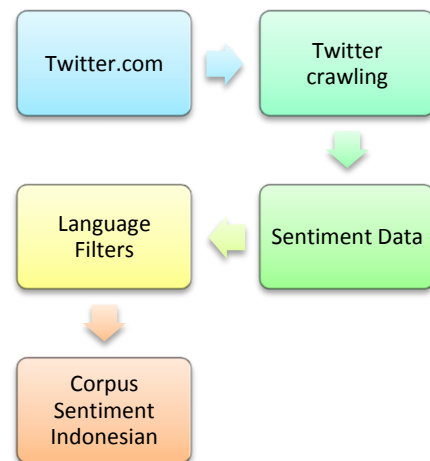 Twitter.com
Twitter
crawling
Sentiment Data
Language
Filters
Corpus
Sentiment
Indonesian